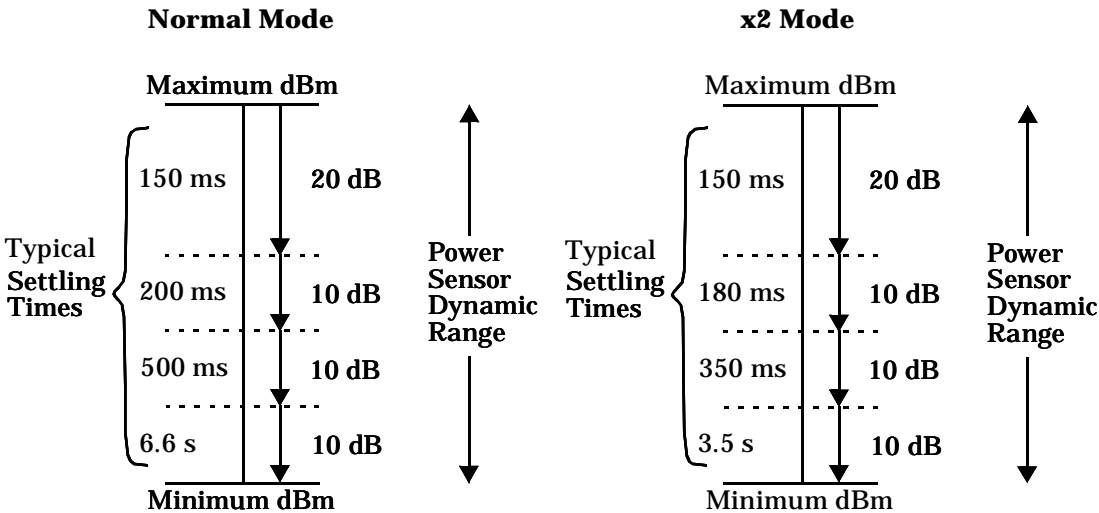 Normal Mode
Maximum dBm
150 ms
20 dB
Typical
Settling
Times
200 ms
10 dB
500 ms
10 dB
6.6 s
10 dB
Minimum dBm
Power
Sensor
Dynamic
Range
x2 Mode
Maximum dBm
150 ms
20 dB
Typical
Settling
Times
180 ms
10 dB
350 ms
10 dB
3.5 s
10 dB
Minimum dBm
Power
Sensor
Dynamic
Range